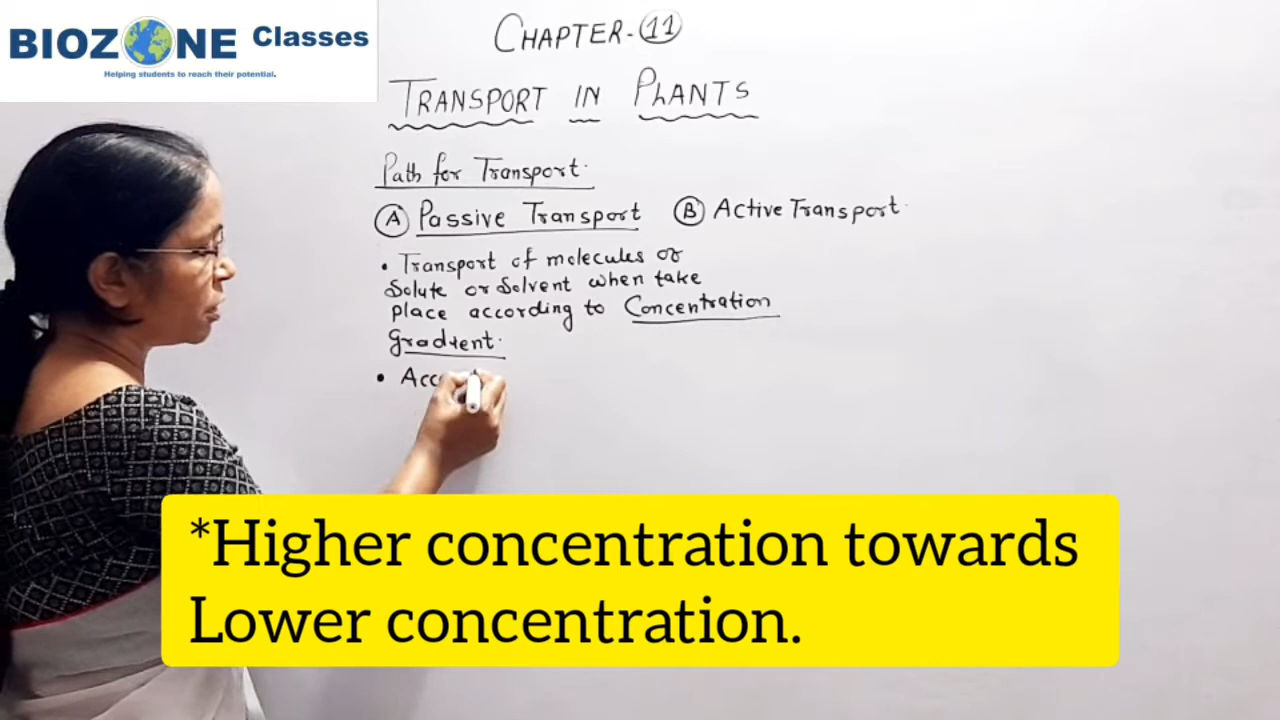 BIOZONE Classes
Helping students to reach their potential.
CHAPTER-11
TRANSPORT IN PLANTS
Path for Transport.
A Passive Transport B Active Transport.
• Transport of molecules or
Solute or Solvent when take
place according to Concentration
gradient.
• Acc
*Higher concentration towards
Lower concentration.